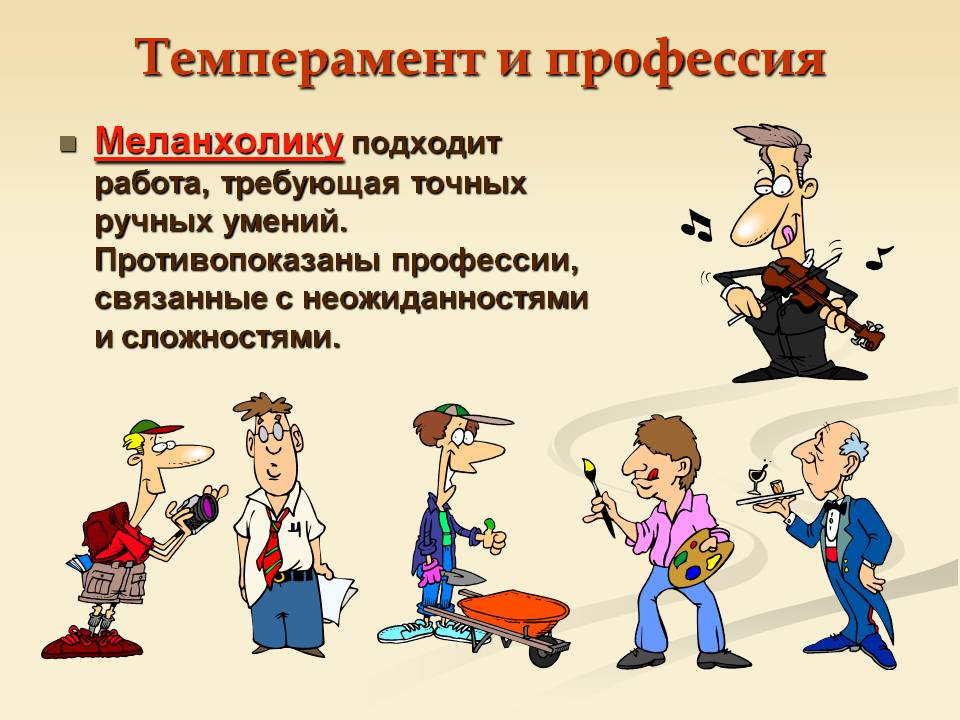 Темперамент и профессия
Меланхолику подходит
работа, требующая точных
ручных умений.
Противопоказаны профессии,
связанные с неожиданностями
и сложностями.